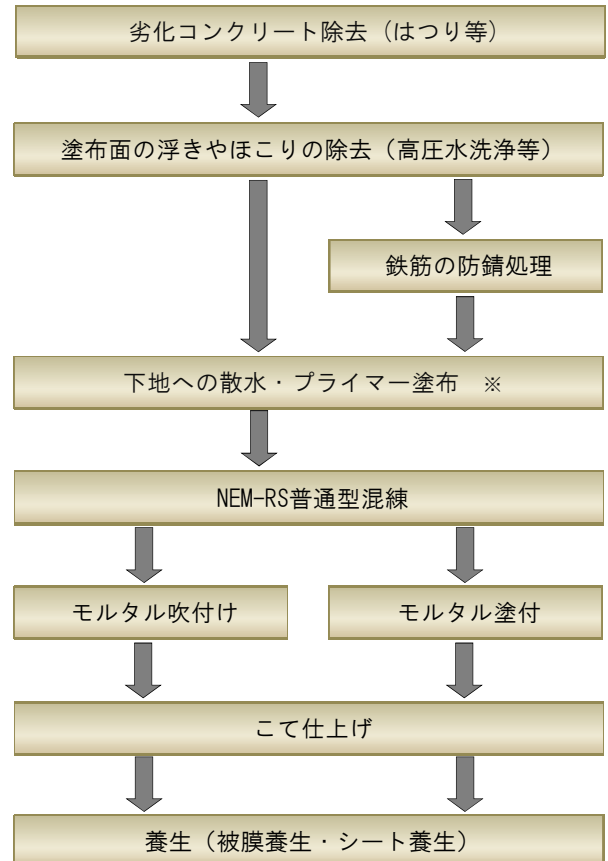 劣化コンクリート除去（はつり等）
塗布面の浮きやほこりの除去（高圧水洗浄等）
鉄筋の防錆処理
下地への散水・プライマー塗布　※
NEM-RS普通型混練
モルタル吹付け
モルタル塗付
こて仕上げ
養生（被膜養生・シート養生）